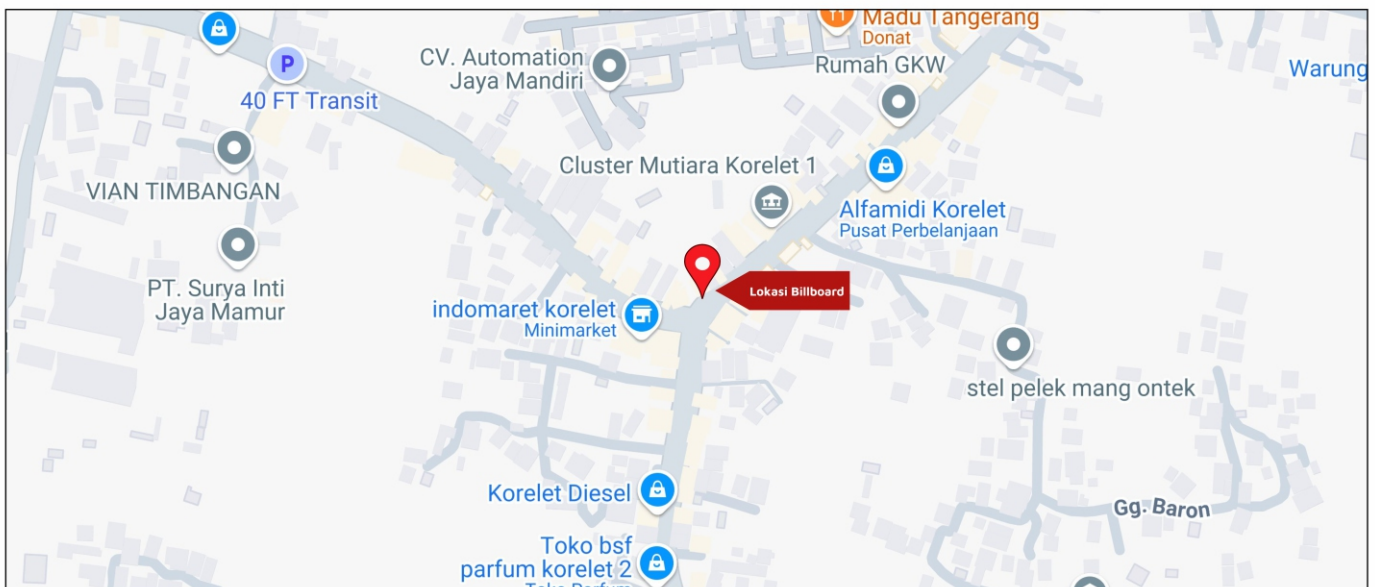 Madu Tangerang
Donat
CV. Automation
Jaya Mandiri
Rumah GKW
Warung
P
40 FT Transit
Cluster Mutiara Korelet 1
VIAN TIMBANGAN
Alfamidi Korelet
Pusat Perbelanjaan
PT. Surya Inti
Jaya Mamur
Lokasi Billboard
indomaret korelet
Minimarket
stel pelek mang ontek
Korelet Diesel
Gg. Baron
Toko bsf
parfum korelet 2
Toko Parfum